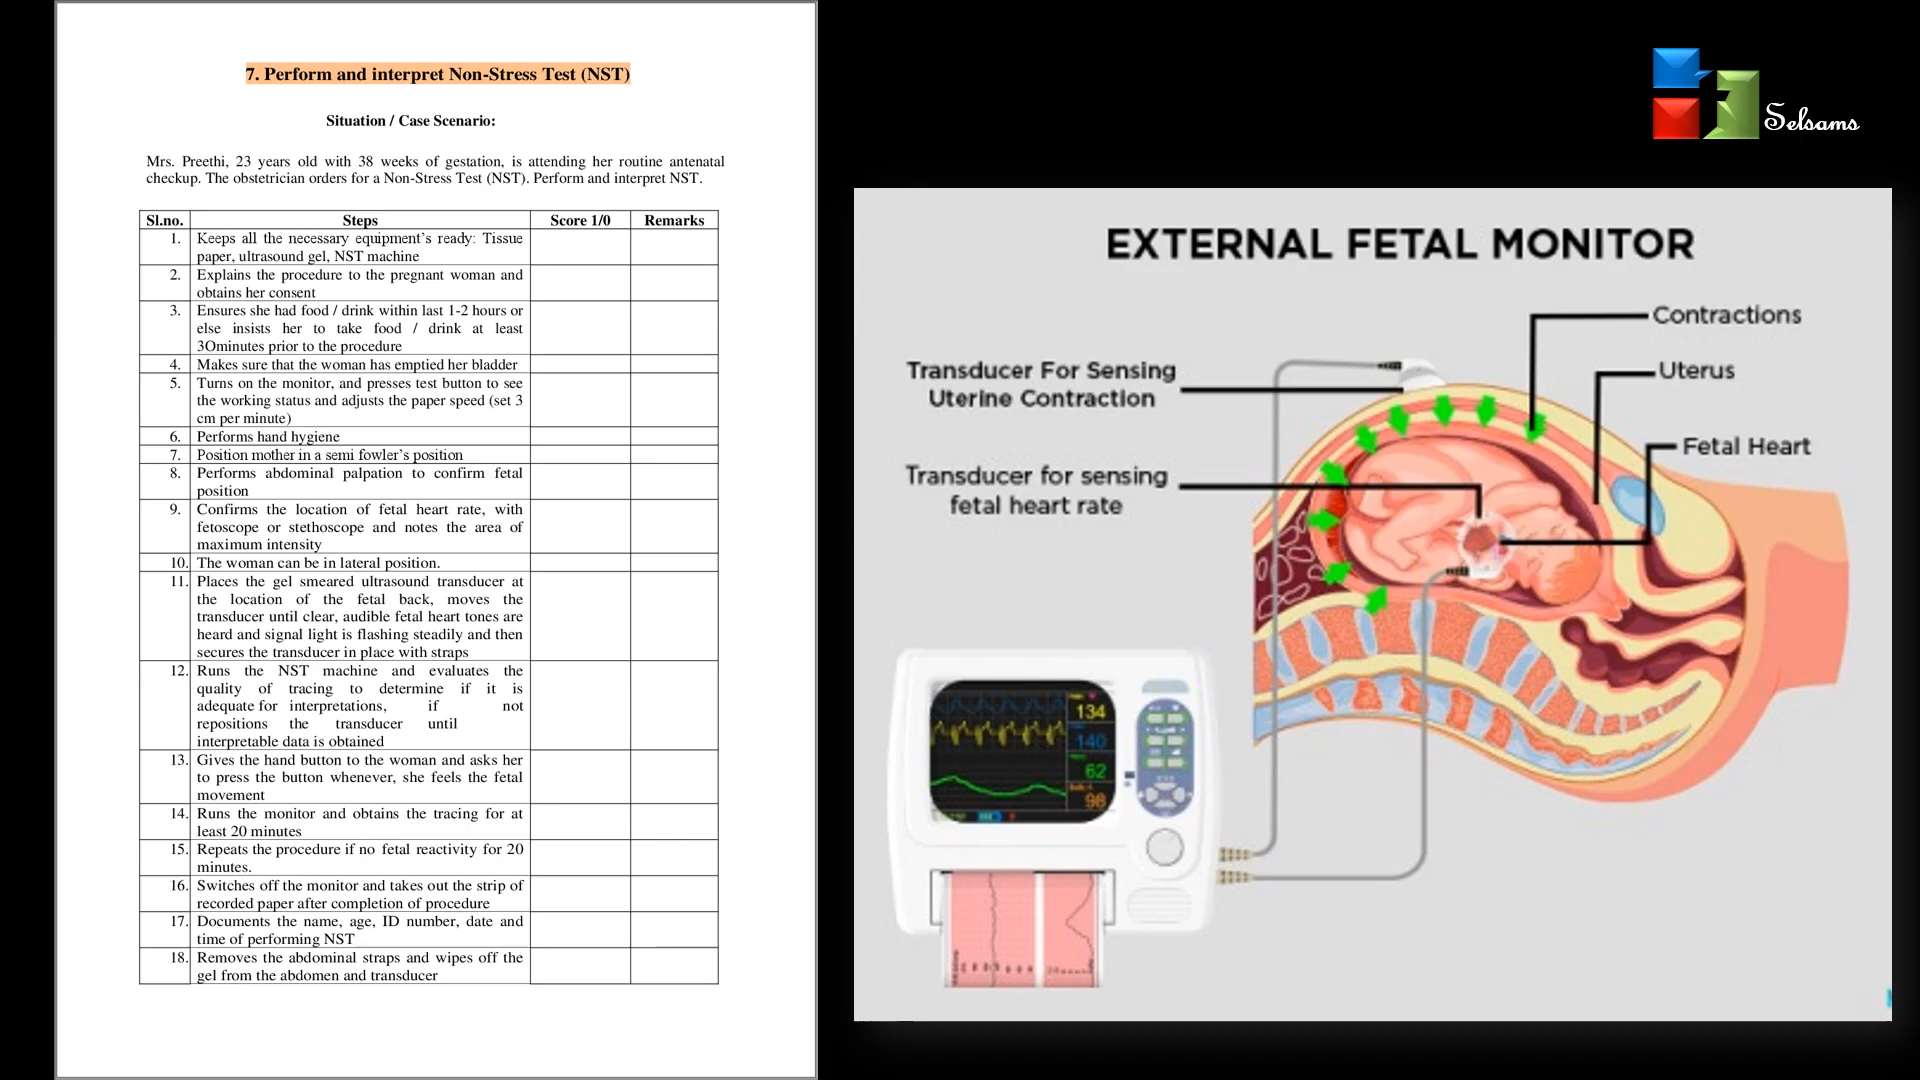 7. Perform and interpret Non-Stress Test (NST)
Situation / Case Scenario:
Mrs. Preethi, 23 years old with 38 weeks of gestation, is attending her routine antenatal
checkup. The obstetrician orders for a Non-Stress Test (NST). Perform and interpret NST.
Sl.no. Steps Score 1/0 Remarks
1. Keeps all the necessary equipment's ready: Tissue
paper, ultrasound gel, NST machine
2. Explains the procedure to the pregnant woman and
obtains her consent
3. Ensures she had food / drink within last 1-2 hours or
else insists her to take food / drink at least
3Ominutes prior to the procedure
4. Makes sure that the woman has emptied her bladder
5. Turns on the monitor, and presses test button to see
the working status and adjusts the paper speed (set 3
cm per minute)
6. Performs hand hygiene
7. Position mother in a semi fowler's position
8. Performs abdominal palpation to confirm fetal
position
9. Confirms the location of fetal heart rate, with
fetoscope or stethoscope and notes the area of
maximum intensity
10. The woman can be in lateral position.
11. Places the gel smeared ultrasound transducer at
the location of the fetal back, moves the
transducer until clear, audible fetal heart tones are
heard and signal light is flashing steadily and then
secures the transducer in place with straps
12. Runs the NST machine and evaluates the
quality of tracing to determine if it is
adequate for interpretations, if not
repositions the transducer until
interpretable data is obtained
13. Gives the hand button to the woman and asks her
to press the button whenever, she feels the fetal
movement
14. Runs the monitor and obtains the tracing for at
least 20 minutes
15. Repeats the procedure if no fetal reactivity for 20
minutes.
16. Switches off the monitor and takes out the strip of
recorded paper after completion of procedure
17. Documents the name, age, ID number, date and
time of performing NST
18. Removes the abdominal straps and wipes off the
gel from the abdomen and transducer
Selsams
EXTERNAL FETAL MONITOR
Contractions
Transducer For Sensing
Uterine Contraction
Uterus
Fetal Heart
Transducer for sensing
fetal heart rate
134
140
62
98